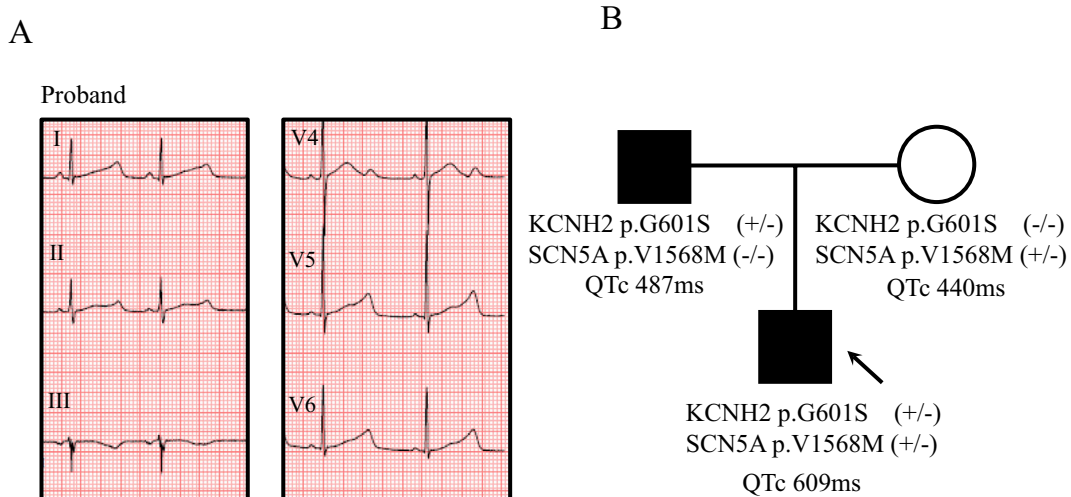 A
Proband
I
II
III
V4
V5
V6
B
KCNH2 p.G601S (+/-)
SCN5A p.V1568M (-/-)
QTc 487ms
KCNH2 p.G601S (-/-)
SCN5A p.V1568M (+/-)
QTc 440ms
KCNH2 p.G601S (+/-)
SCN5A p.V1568M (+/-)
QTc 609ms